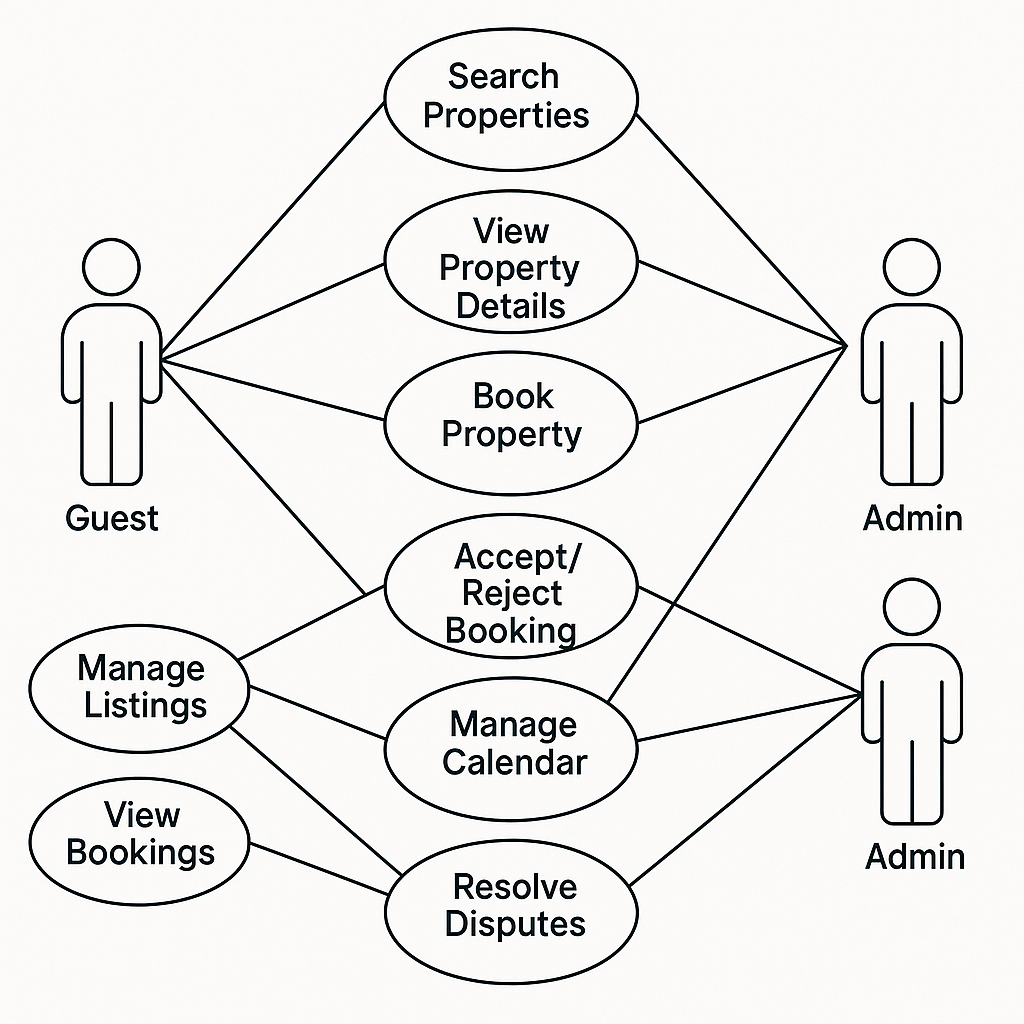 Search
Properties
View
Property
Details
Book
Property
Guest
Admin
Accept/
Reject
Booking
Manage
Listings
Manage
Calendar
View
Bookings
Admin
Resolve
Disputes